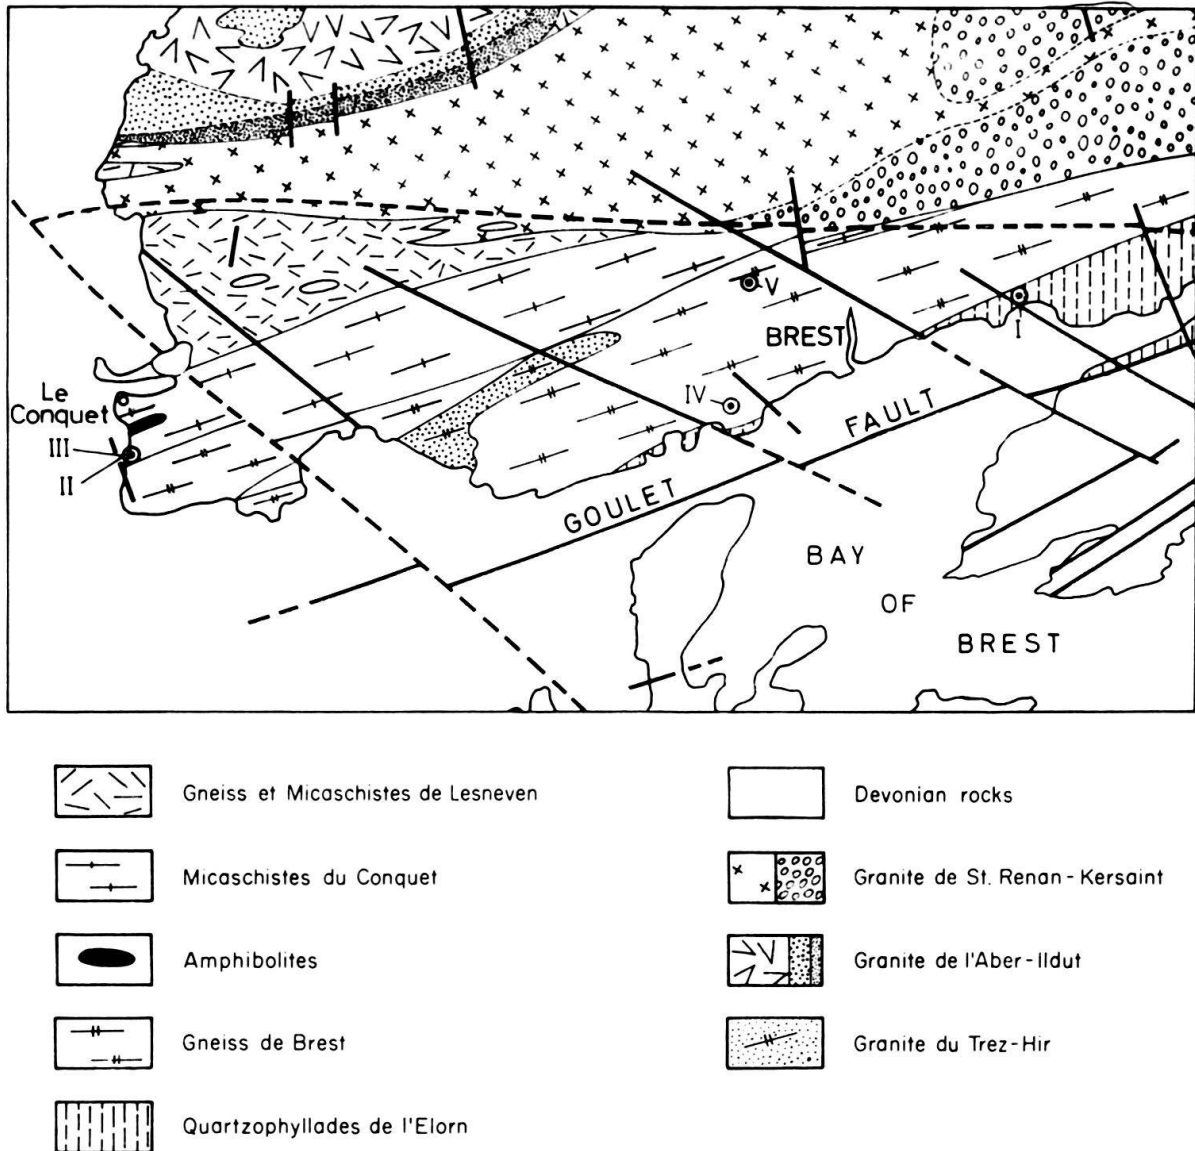 V
I
BREST
Le
Conquet
IV
III
II
GOULET FAULT
BAY
OF
BREST
Gneiss et Micaschistes de Lesneven
Micaschistes du Conquet
Amphibolites
Gneiss de Brest
Quartzophyllades de l'Elorn
Devonian rocks
Granite de St. Renan-Kersaint
Granite de l'Aber-Ildut
Granite du Trez-Hir